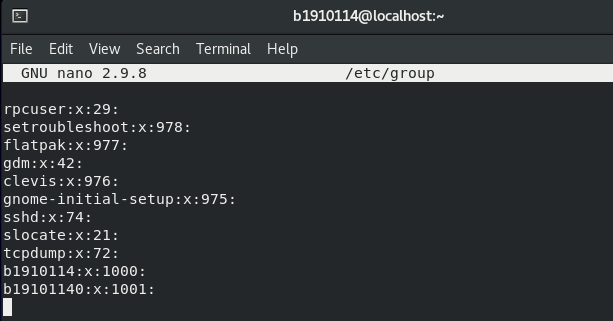 b1910114@localhost:~
File Edit View Search Terminal Help
GNU nano 2.9.8 /etc/group
rpcuser:x:29:
setroubleshoot:x:978:
flatpak:x:977:
gdm:x:42:
clevis:x:976:
gnome-initial-setup:x:975:
sshd:x:74:
slocate:x:21:
tcpdump:x:72:
b1910114:x:1000:
b19101140:x:1001: